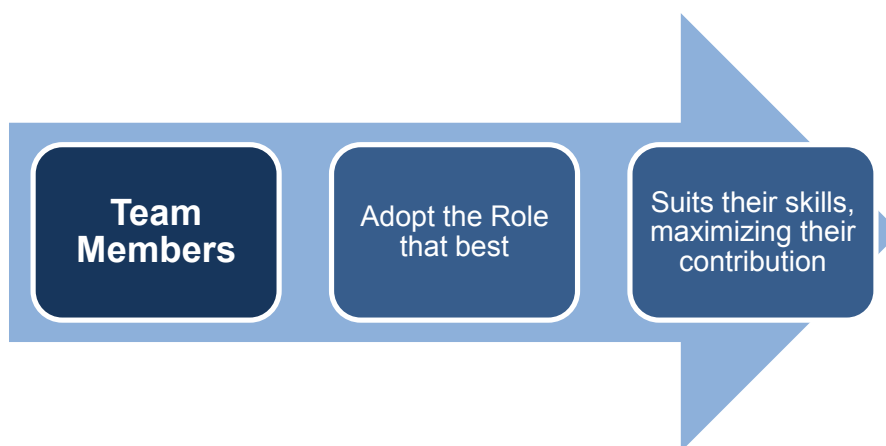 Team
Members
Adopt the Role
that best
Suits their skills,
maximizing their
contribution